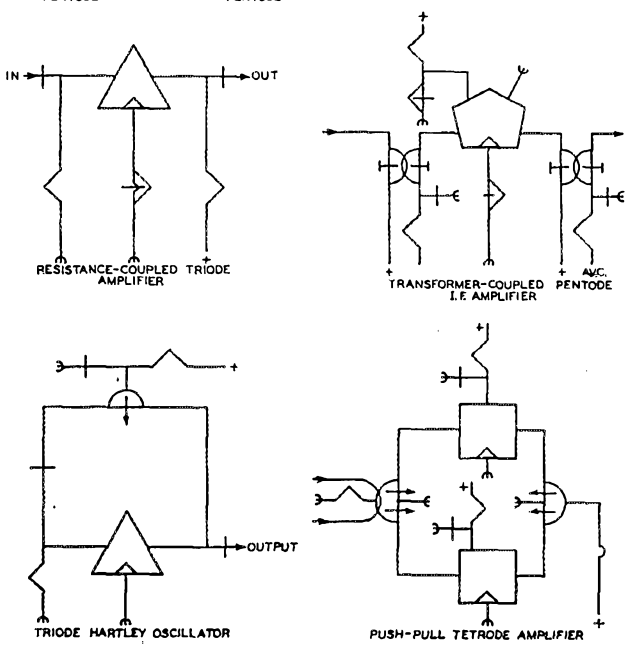 IN
OUT
RESISTANCE-COUPLED TRIODE
AMPLIFIER
A.V.C.
TRANSFORMER-COUPLED PENTODE
I.F. AMPLIFIER
OUTPUT
TRIODE HARTLEY OSCILLATOR
PUSH-PULL TETRODE AMPLIFIER